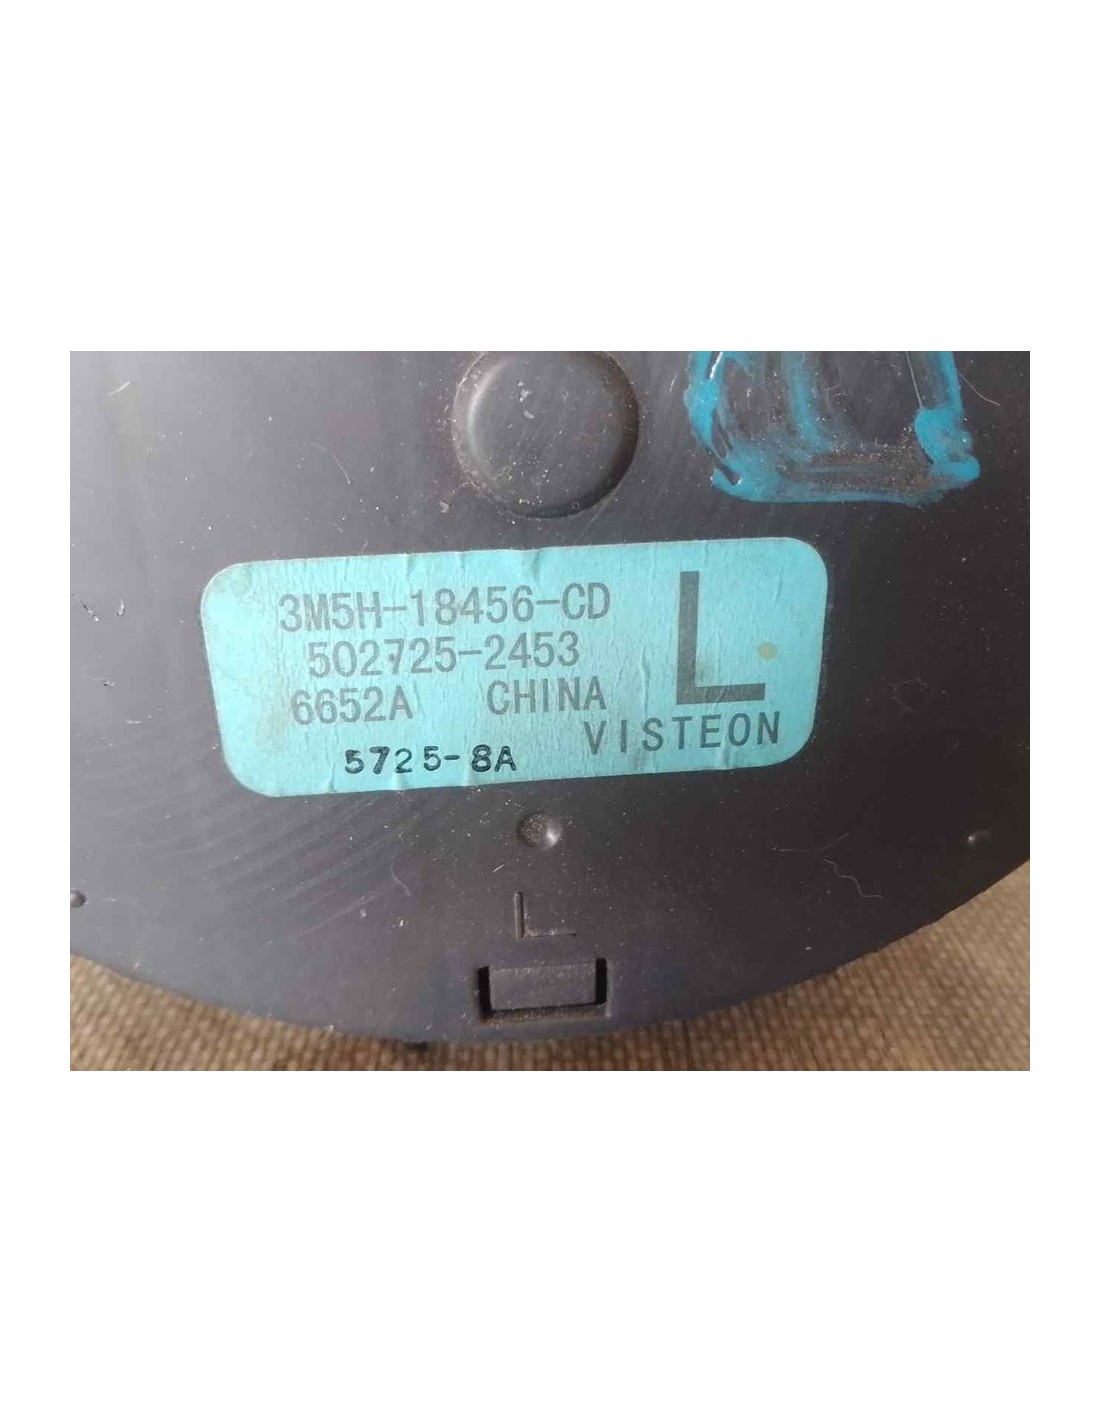 3M5H-18456-CD
L
502725-2453
6652A CHINA
VISTEON
5725-8A
L